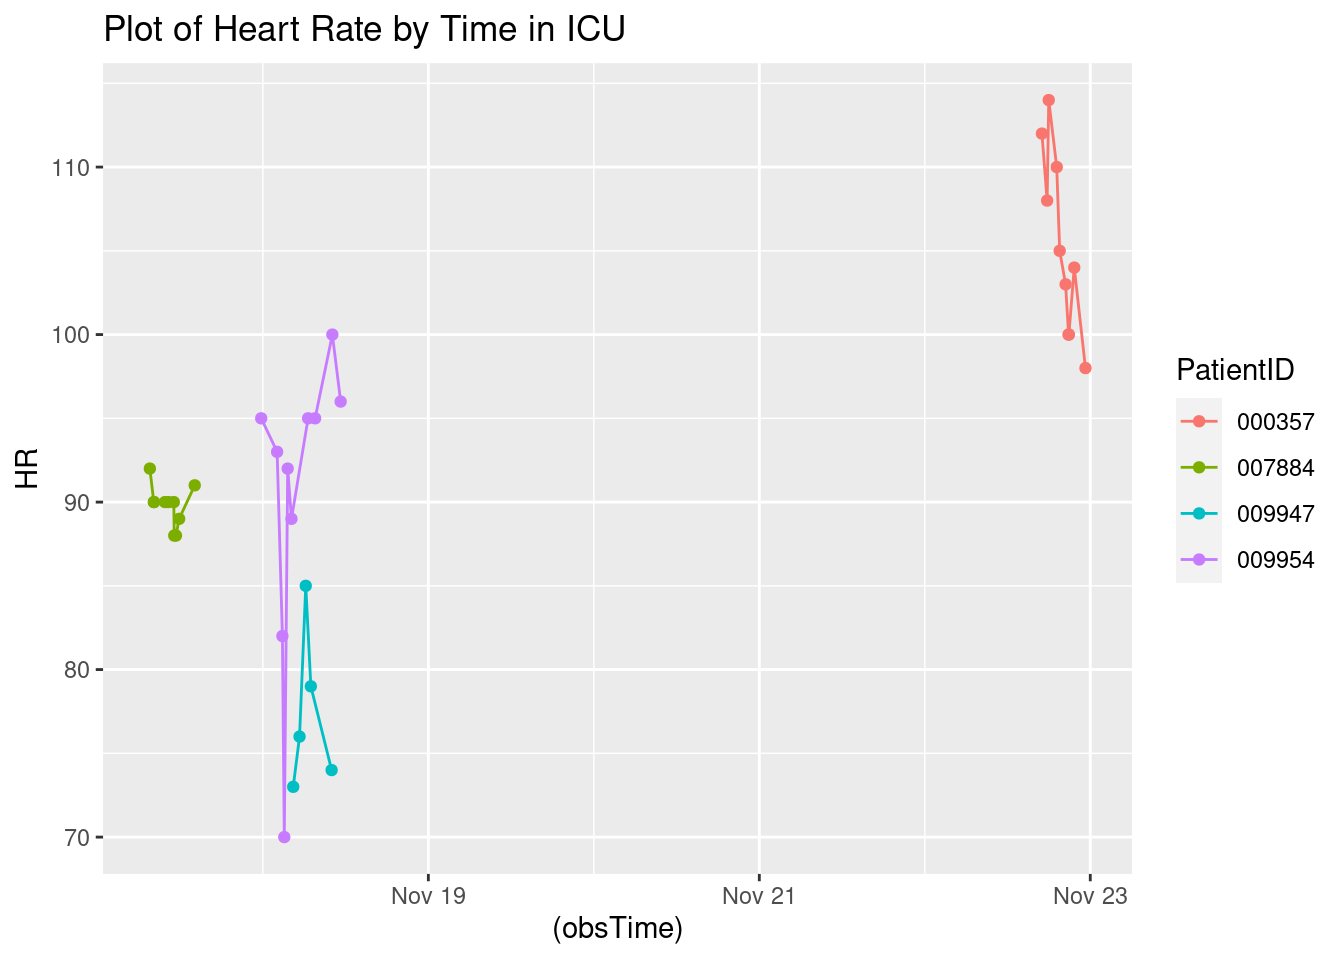 Plot of Heart Rate by Time in ICU
HR
110
100
90
80
70
Nov 19
Nov 21
Nov 23
(obsTime)
PatientID
000357
007884
009947
009954